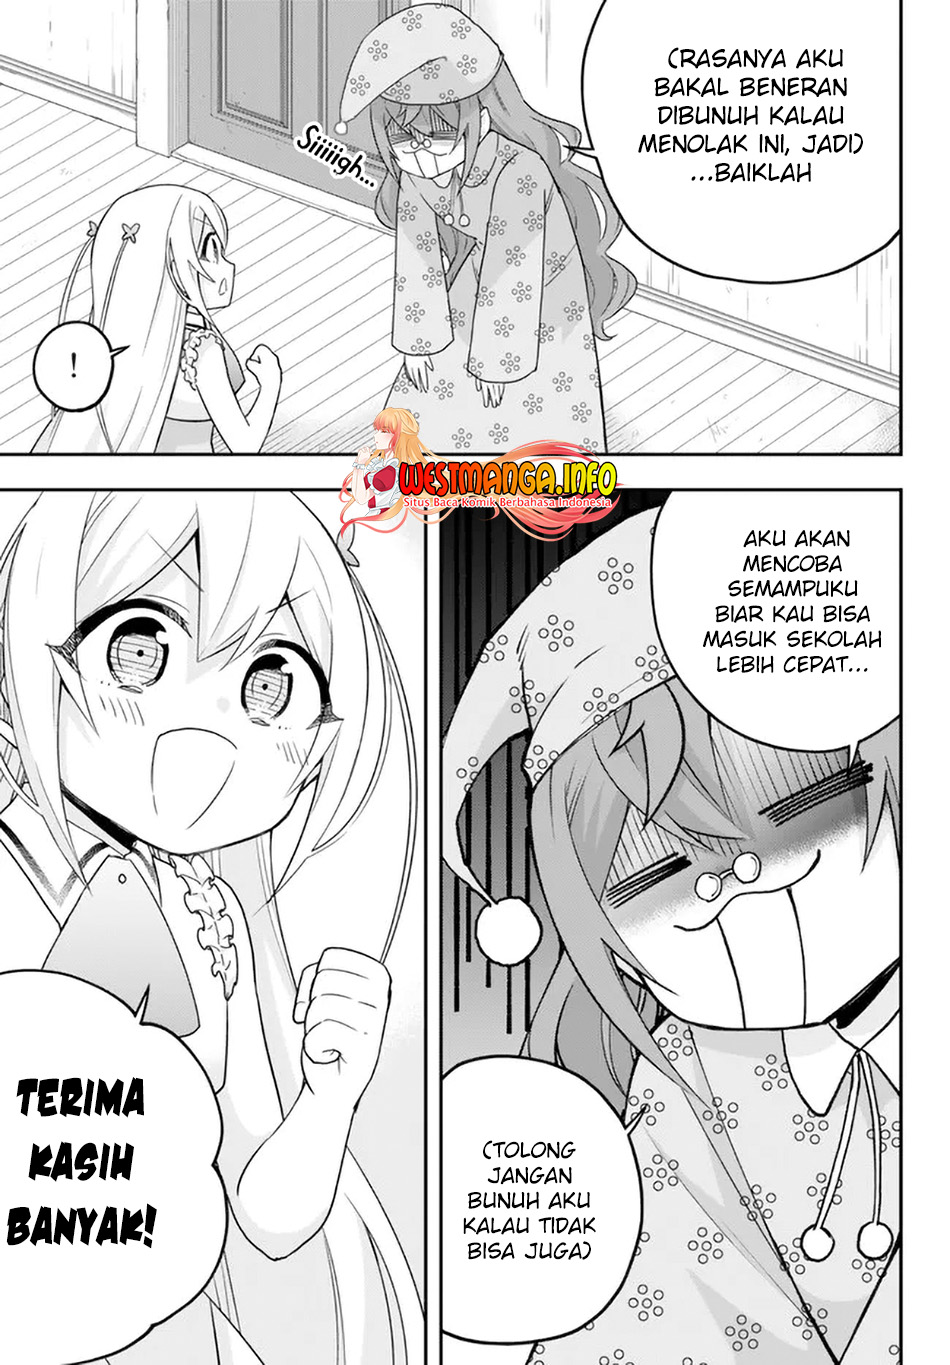 (RASANYA AKU
BAKAL BENERAN
DIBUNUH KALAU
MENOLAK INI, JADI)
...BAIKLAH
Siiiiigh...
!
WESTMANGA.INFO
Situs Baca Komik Berbahasa Indonesia
AKU AKAN
MENCOBA
SEMAMPUKU
BIAR KAU BISA
MASUK SEKOLAH
LEBIH CEPAT...
(TOLONG
JANGAN
BUNUH AKU
KALAU TIDAK
BISA JUGA)
TERIMA
KASIH
BANYAK!